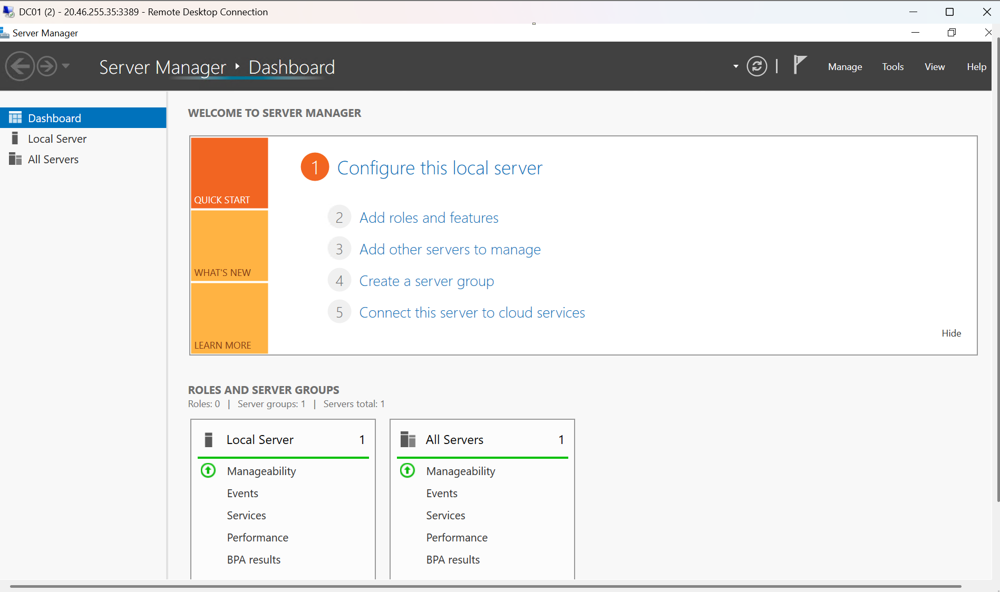 DC01 (2) - 20.46.255.35:3389 - Remote Desktop Connection
Server Manager
Server Manager Dashboard
Manage Tools View Help
Dashboard
Local Server
All Servers
WELCOME TO SERVER MANAGER
QUICK START
WHAT'S NEW
LEARN MORE
1 Configure this local server
2 Add roles and features
3 Add other servers to manage
4 Create a server group
5 Connect this server to cloud services
Hide
ROLES AND SERVER GROUPS
Roles: 0 | Server groups: 1 | Servers total: 1
Local Server 1
Manageability
Events
Services
Performance
BPA results
All Servers 1
Manageability
Events
Services
Performance
BPA results